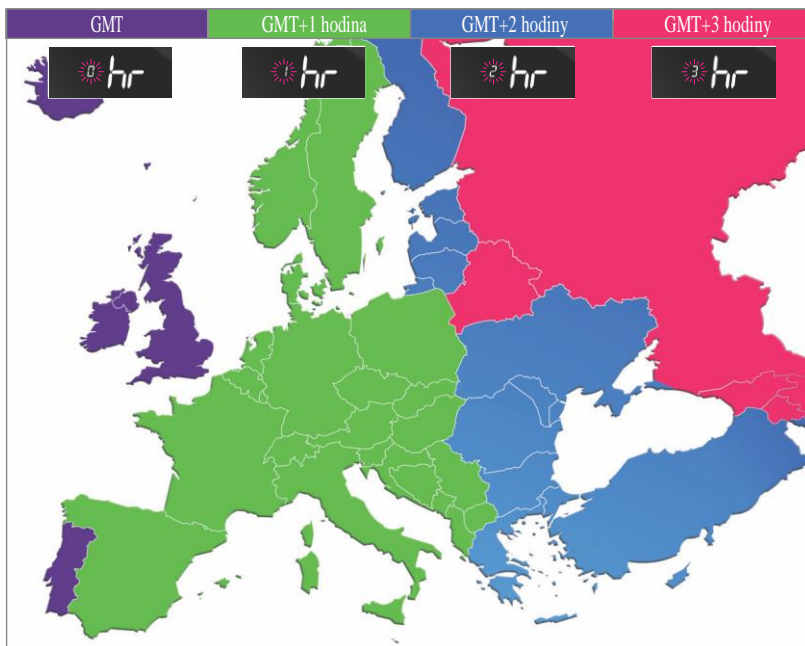 GMT
GMT+1 hodina
GMT+2 hodiny
GMT+3 hodiny
0 hr
1 hr
2 hr
3 hr